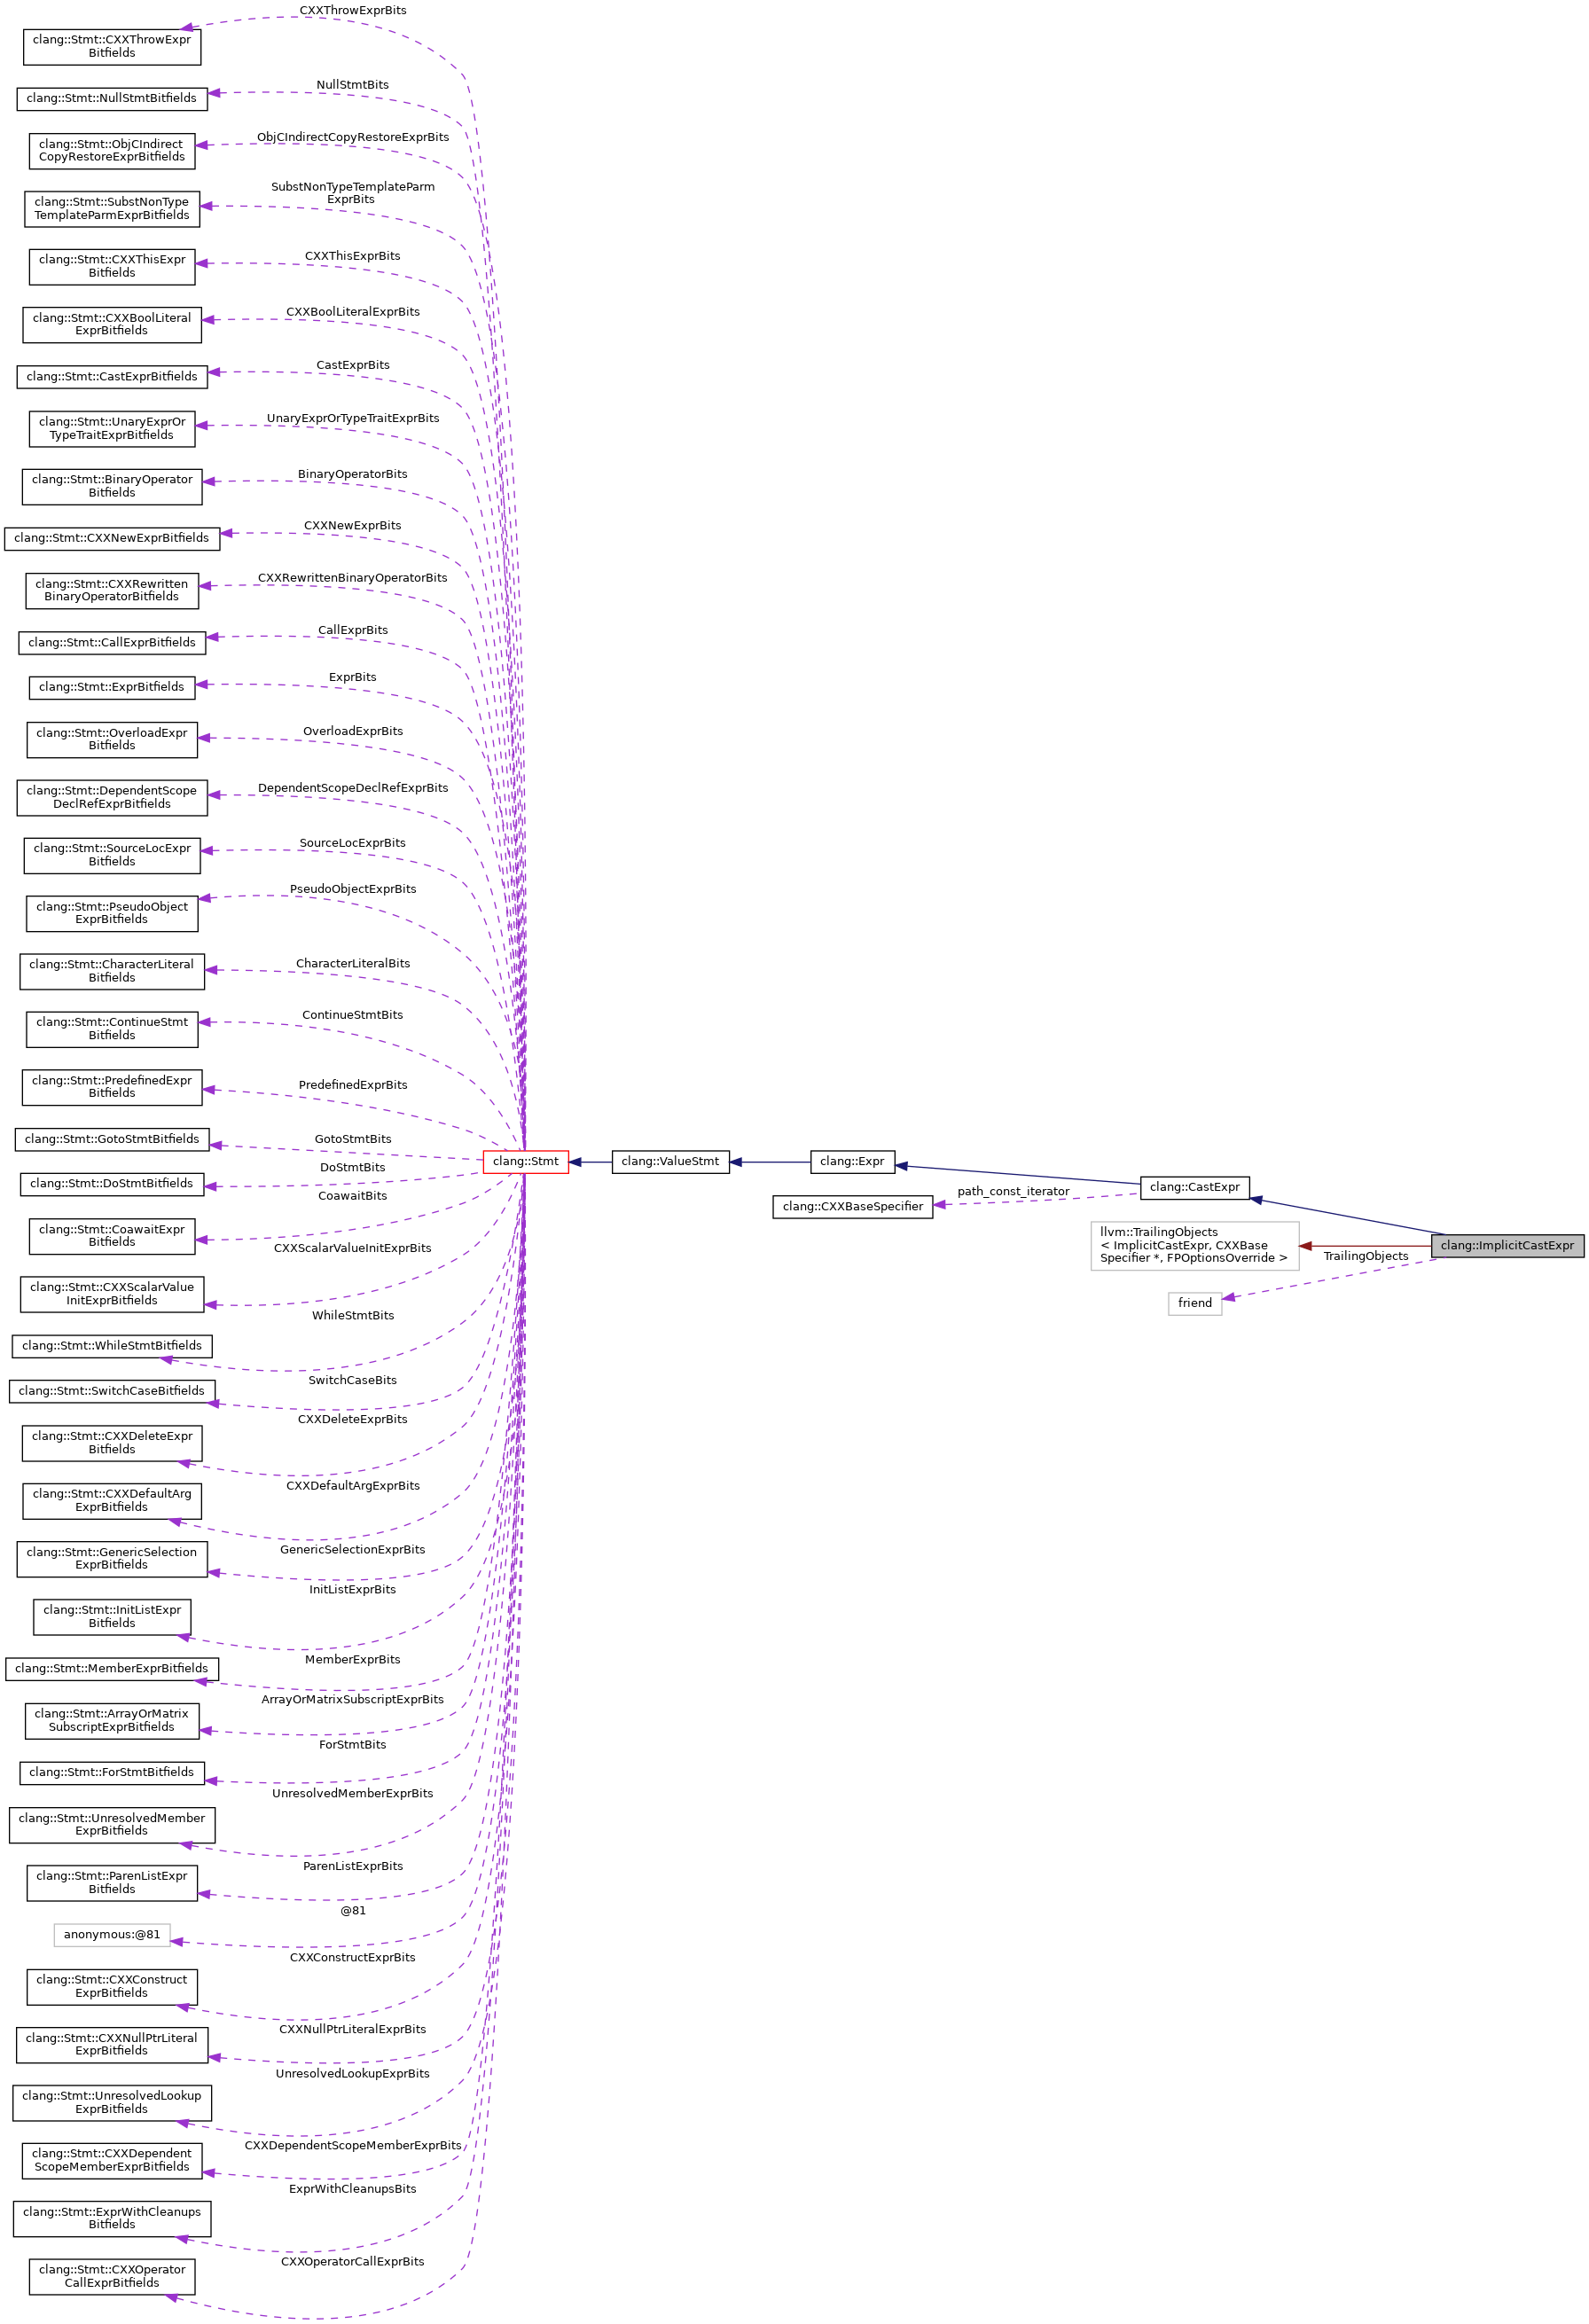 CXXThrowExprBits
clang::Stmt::CXXThrowExpr
Bitfields
NullStmtBits
clang::Stmt::NullStmtBitfields
ObjCIndirectCopyRestoreExprBits
clang::Stmt::ObjCIndirect
CopyRestoreExprBitfields
SubstNonTypeTemplateParm
ExprBits
clang::Stmt::SubstNonType
TemplateParmExprBitfields
CXXThisExprBits
clang::Stmt::CXXThisExpr
Bitfields
CXXBoolLiteralExprBits
clang::Stmt::CXXBoolLiteral
ExprBitfields
CastExprBits
clang::Stmt::CastExprBitfields
UnaryExprOrTypeTraitExprBits
clang::Stmt::UnaryExprOr
TypeTraitExprBitfields
BinaryOperatorBits
clang::Stmt::BinaryOperator
Bitfields
CXXNewExprBits
clang::Stmt::CXXNewExprBitfields
CXXRewrittenBinaryOperatorBits
clang::Stmt::CXXRewritten
BinaryOperatorBitfields
CallExprBits
clang::Stmt::CallExprBitfields
ExprBits
clang::Stmt::ExprBitfields
OverloadExprBits
clang::Stmt::OverloadExpr
Bitfields
DependentScopeDeclRefExprBits
clang::Stmt::DependentScope
DeclRefExprBitfields
SourceLocExprBits
clang::Stmt::SourceLocExpr
Bitfields
PseudoObjectExprBits
clang::Stmt::PseudoObject
ExprBitfields
CharacterLiteralBits
clang::Stmt::CharacterLiteral
Bitfields
ContinueStmtBits
clang::Stmt::ContinueStmt
Bitfields
PredefinedExprBits
clang::Stmt::PredefinedExpr
Bitfields
GotoStmtBits
clang::Stmt::GotoStmtBitfields
DoStmtBits
clang::Stmt::DoStmtBitfields
clang::Stmt
clang::ValueStmt
clang::Expr
clang::CastExpr
path_const_iterator
clang::CXXBaseSpecifier
llvm::TrailingObjects
< ImplicitCastExpr, CXXBase
Specifier *, FPOptionsOverride >
clang::ImplicitCastExpr
TrailingObjects
friend
CoawaitBits
clang::Stmt::CoawaitExpr
Bitfields
CXXScalarValueInitExprBits
clang::Stmt::CXXScalarValue
InitExprBitfields
WhileStmtBits
clang::Stmt::WhileStmtBitfields
SwitchCaseBits
clang::Stmt::SwitchCaseBitfields
CXXDeleteExprBits
clang::Stmt::CXXDeleteExpr
Bitfields
CXXDefaultArgExprBits
clang::Stmt::CXXDefaultArg
ExprBitfields
GenericSelectionExprBits
clang::Stmt::GenericSelection
ExprBitfields
InitListExprBits
clang::Stmt::InitListExpr
Bitfields
MemberExprBits
clang::Stmt::MemberExprBitfields
ArrayOrMatrixSubscriptExprBits
clang::Stmt::ArrayOrMatrix
SubscriptExprBitfields
ForStmtBits
clang::Stmt::ForStmtBitfields
UnresolvedMemberExprBits
clang::Stmt::UnresolvedMember
ExprBitfields
ParenListExprBits
clang::Stmt::ParenListExpr
Bitfields
@81
anonymous:@81
CXXConstructExprBits
clang::Stmt::CXXConstruct
ExprBitfields
CXXNullPtrLiteralExprBits
clang::Stmt::CXXNullPtrLiteral
ExprBitfields
UnresolvedLookupExprBits
clang::Stmt::UnresolvedLookup
ExprBitfields
CXXDependentScopeMemberExprBits
clang::Stmt::CXXDependent
ScopeMemberExprBitfields
ExprWithCleanupsBits
clang::Stmt::ExprWithCleanups
Bitfields
CXXOperatorCallExprBits
clang::Stmt::CXXOperator
CallExprBitfields